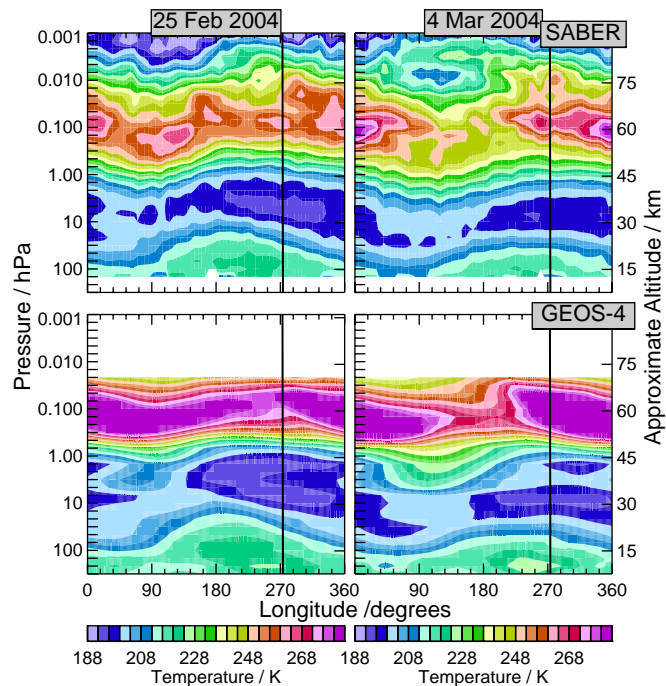 25 Feb 2004 4 Mar 2004
SABER
0.001
0.010 75
0.100 60
1.00 45
10 30
100 15
Pressure / hPa
Approximate Altitude / km
GEOS-4
0.001
0.010 75
0.100 60
1.00 45
10 30
100 15
0 90 180 270 360 90 180 270 360
Longitude /degrees
188 208 228 248 268 188 208 228 248 268
Temperature / K Temperature / K